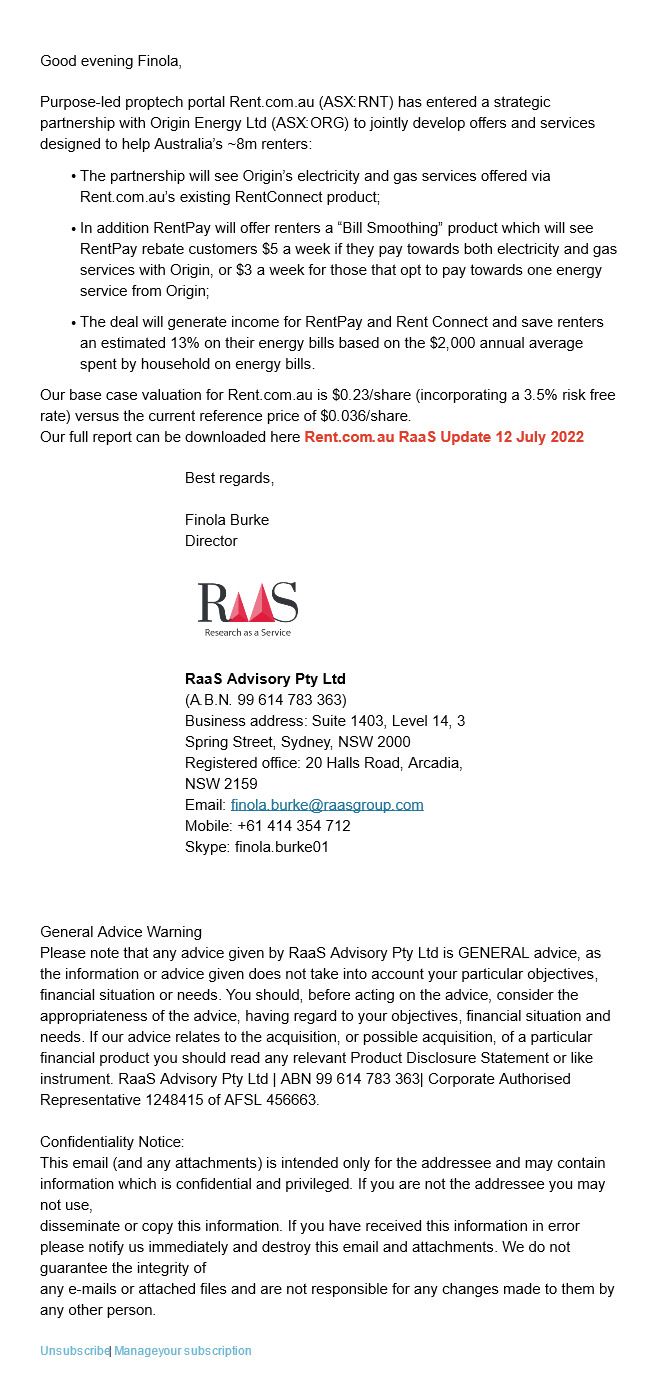 Good evening Finola,
Purpose-led proptech portal Rent.com.au (ASX:RNT) has entered a strategic
partnership with Origin Energy Ltd (ASX:ORG) to jointly develop offers and services
designed to help Australia's ~8m renters:
• The partnership will see Origin's electricity and gas services offered via
Rent.com.au's existing RentConnect product;
• In addition RentPay will offer renters a “Bill Smoothing” product which will see
RentPay rebate customers $5 a week if they pay towards both electricity and gas
services with Origin, or $3 a week for those that opt to pay towards one energy
service from Origin;
• The deal will generate income for RentPay and Rent Connect and save renters
an estimated 13% on their energy bills based on the $2,000 annual average
spent by household on energy bills.
Our base case valuation for Rent.com.au is $0.23/share (incorporating a 3.5% risk free
rate) versus the current reference price of $0.036/share.
Our full report can be downloaded here Rent.com.au RaaS Update 12 July 2022
Best regards,
Finola Burke
Director
RAAS
Research as a Service
RaaS Advisory Pty Ltd
(A.B.N. 99 614 783 363)
Business address: Suite 1403, Level 14, 3
Spring Street, Sydney, NSW 2000
Registered office: 20 Halls Road, Arcadia,
NSW 2159
Email: finola.burke@raasgroup.com
Mobile: +61 414 354 712
Skype: finola.burke01
General Advice Warning
Please note that any advice given by RaaS Advisory Pty Ltd is GENERAL advice, as
the information or advice given does not take into account your particular objectives,
financial situation or needs. You should, before acting on the advice, consider the
appropriateness of the advice, having regard to your objectives, financial situation and
needs. If our advice relates to the acquisition, or possible acquisition, of a particular
financial product you should read any relevant Product Disclosure Statement or like
instrument. RaaS Advisory Pty Ltd | ABN 99 614 783 363| Corporate Authorised
Representative 1248415 of AFSL 456663.
Confidentiality Notice:
This email (and any attachments) is intended only for the addressee and may contain
information which is confidential and privileged. If you are not the addressee you may
not use,
disseminate or copy this information. If you have received this information in error
please notify us immediately and destroy this email and attachments. We do not
guarantee the integrity of
any e-mails or attached files and are not responsible for any changes made to them by
any other person.
Unsubscribe| Manageyour subscription